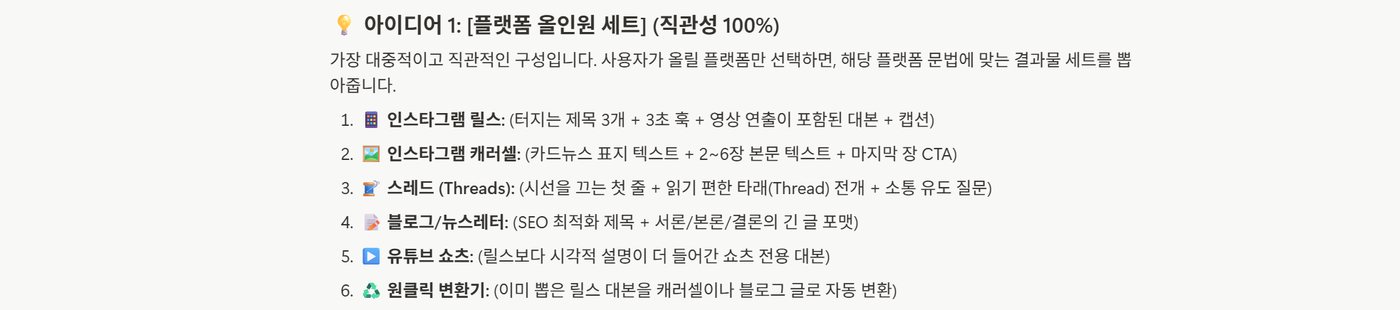 💡 아이디어 1: [플랫폼 올인원 세트] (직관성 100%)
가장 대중적이고 직관적인 구성입니다. 사용자가 올릴 플랫폼만 선택하면, 해당 플랫폼 문법에 맞는 결과물 세트를 뽑
아줍니다.
1. 📱 인스타그램 릴스: (터지는 제목 3개 + 3초 훅 + 영상 연출이 포함된 대본 + 캡션)
2. 🖼️ 인스타그램 캐러셀: (카드뉴스 표지 텍스트 + 2~6장 본문 텍스트 + 마지막 장 CTA)
3. 🧵 스레드 (Threads): (시선을 끄는 첫 줄 + 읽기 편한 타래(Thread) 전개 + 소통 유도 질문)
4. 📝 블로그/뉴스레터: (SEO 최적화 제목 + 서론/본론/결론의 긴 글 포맷)
5. ▶️ 유튜브 쇼츠: (릴스보다 시각적 설명이 더 들어간 쇼츠 전용 대본)
6. ♻️ 원클릭 변환기: (이미 뽑은 릴스 대본을 캐러셀이나 블로그 글로 자동 변환)